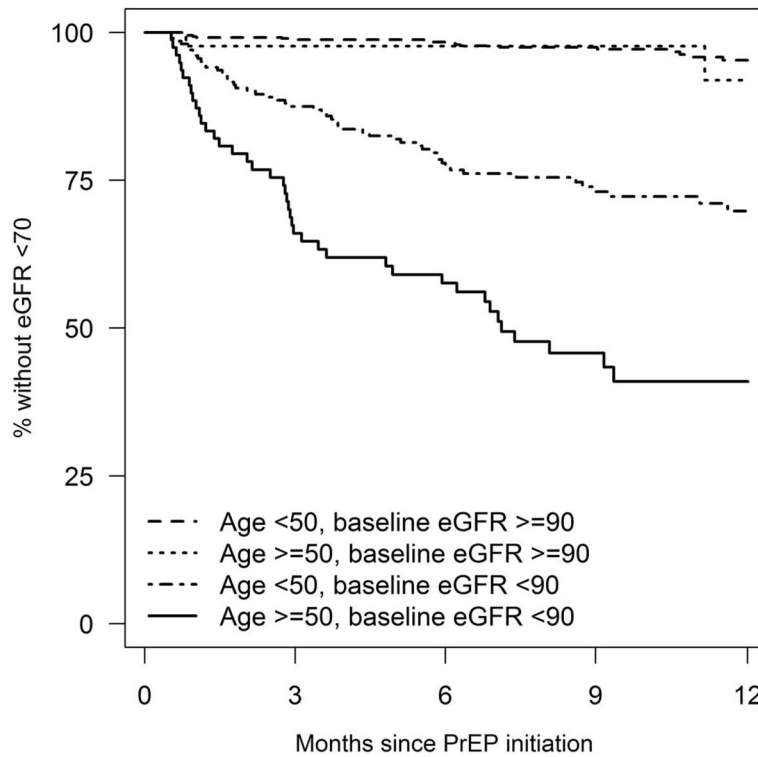 100
75
50
25
0
% without eGFR <70
Age <50, baseline eGFR >=90
Age >=50, baseline eGFR >=90
Age <50, baseline eGFR <90
Age >=50, baseline eGFR <90
0 3 6 9 12
Months since PrEP initiation